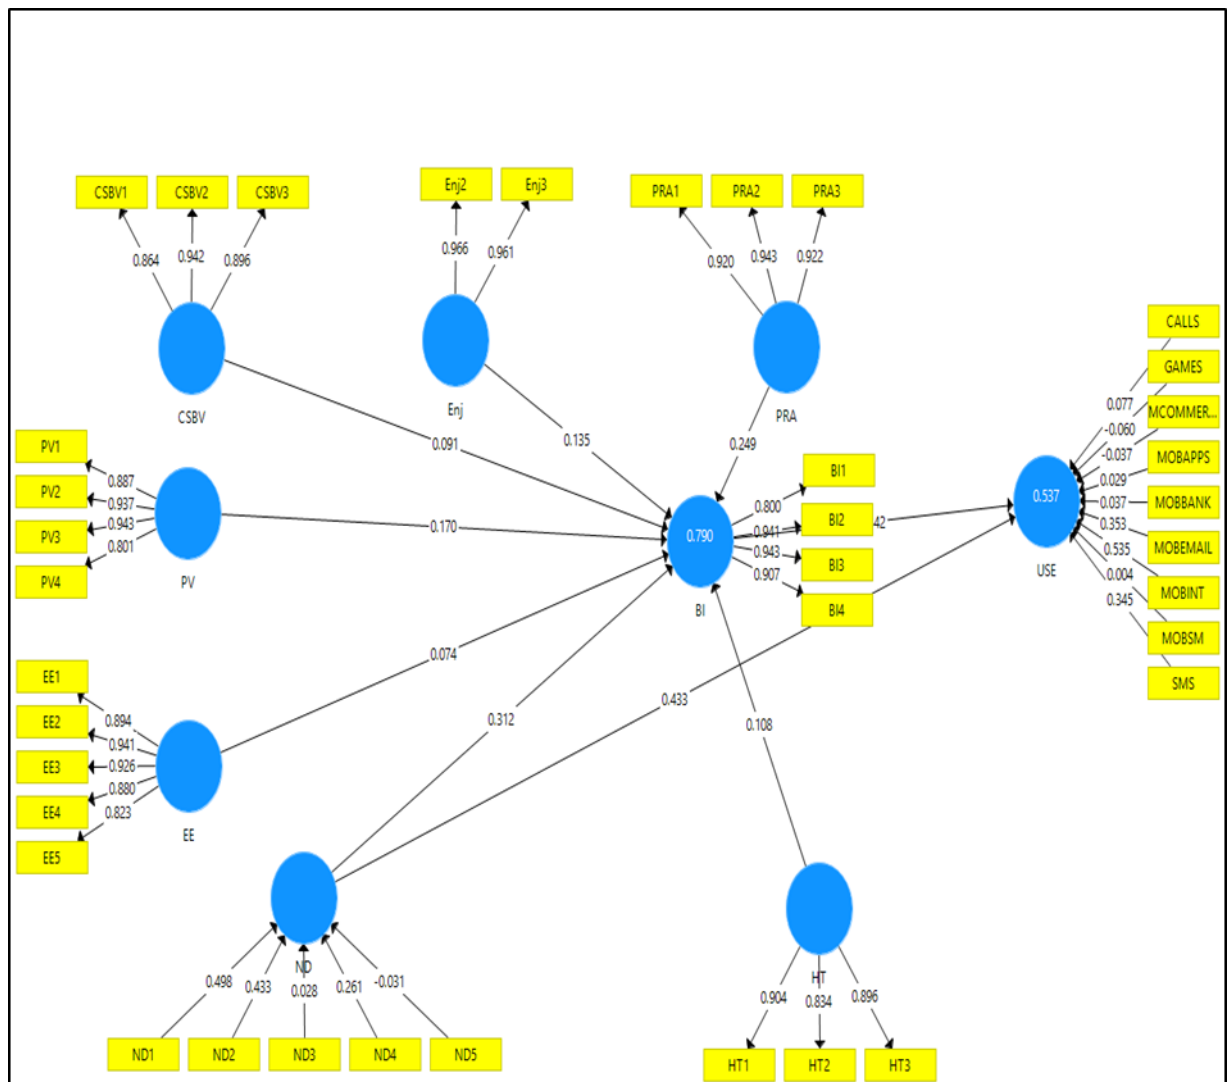 CSBV1 CSBV2 CSBV3
Enj2 Enj3
PRA1 PRA2 PRA3
0.864 0.942 0.896
0.966 0.961
0.920 0.943 0.922
CSBV
Enj
PRA
0.091
0.135
0.249
PV1
PV2
PV3
PV4
0.887
0.937
0.943
0.801
PV
0.170
BI1
BI2
BI3
BI4
0.800
0.941
0.943
0.907
0.790
BI
42
0.537
USE
CALLS
GAMES
MCOMMER...
MOBAPPS
MOBBANK
MOBEMAIL
MOBINT
MOBSM
SMS
0.077
-0.060
-0.037
0.029
0.037
0.353
0.535
0.004
0.345
EE1
EE2
EE3
EE4
EE5
0.894
0.941
0.926
0.880
0.823
EE
0.074
0.312
0.433
0.108
ND
0.498 0.433 0.028 0.261 -0.031
ND1 ND2 ND3 ND4 ND5
HT
0.904 0.834 0.896
HT1 HT2 HT3